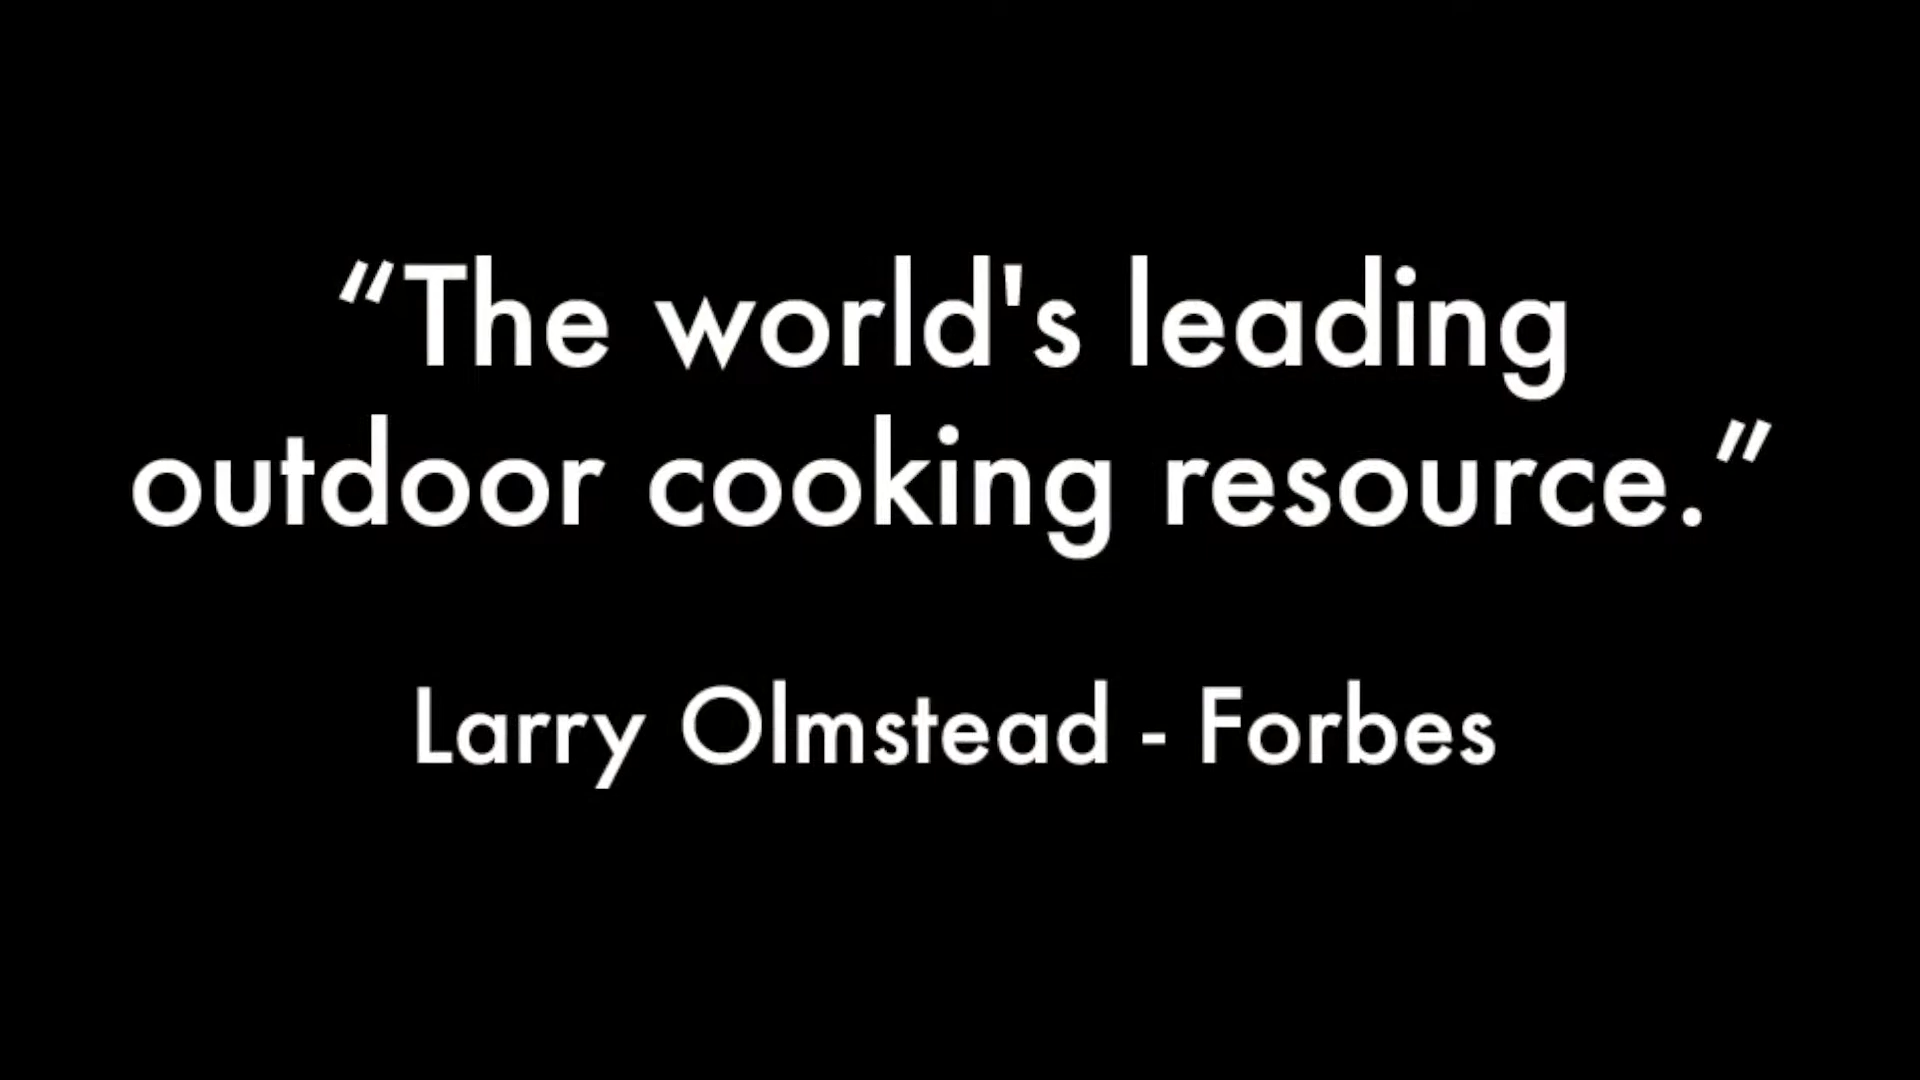 “The world's leading
outdoor cooking resource.”
Larry Olmstead - Forbes